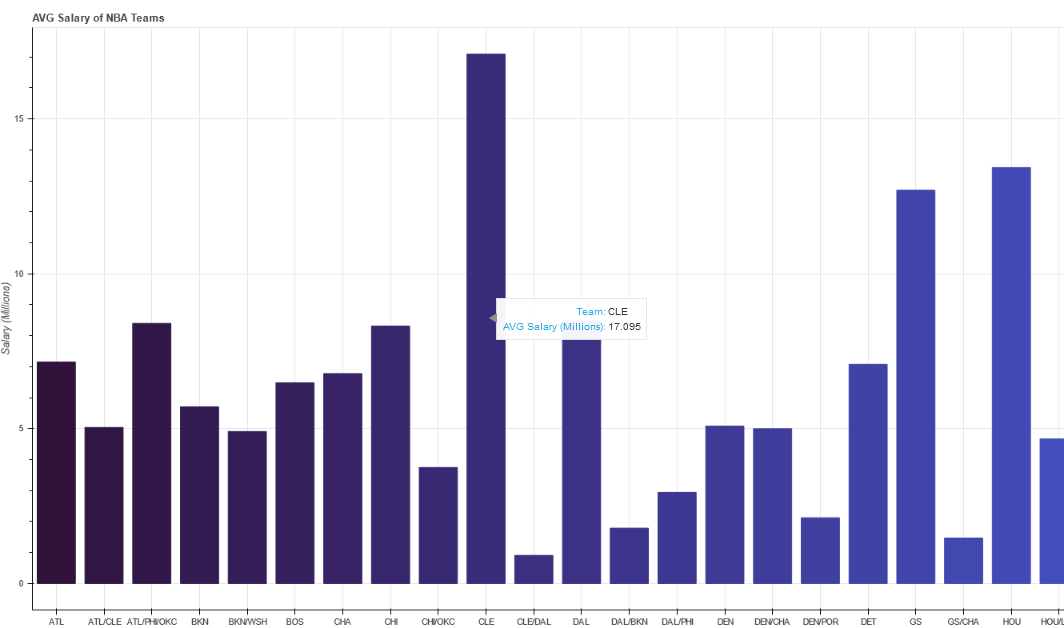 AVG Salary of NBA Teams
15
10
5
0
Salary (Millions)
Team: CLE
AVG Salary (Millions): 17.095
ATL ATL/CLE ATL/PHI/OKC BKN BKN/WSH BOS CHA CHI CHI/OKC CLE CLE/DAL DAL DAL/BKN DAL/PHI DEN DEN/CHA DEN/POR DET GS GS/CHA HOU